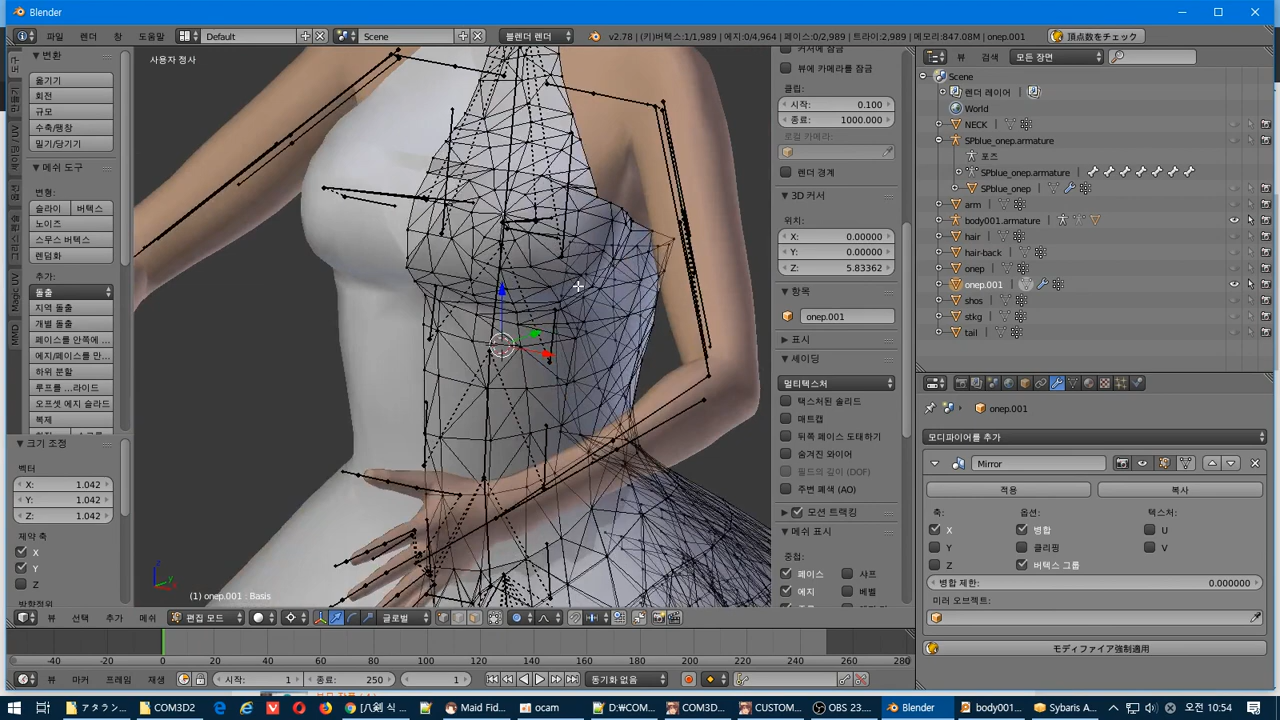 Blender
파일
렌더
창
도움말
Default
Scene
블렌더 렌더
v2.78 | (키)버텍스:1/1,989 | 에지:0/4,964 | 페이스:0/2,989 | 트라이:2,989 | 메모리:847.08M | onep.001
頂点数をチェック
변환
옮기기
회전
규모
수축/팽창
밀기/당기기
메쉬 도구
변형:
슬라이
버텍스
노이즈
스무스 버텍스
렌덤화
추가:
돌출
지역 돌출
개별 돌출
페이스를 안쪽에 ...
에지/페이스를 만...
하위 분할
루프를 ...라이드
오프셋 에지 슬라드
복제
Magic UV
MMD
크기 조정
벡터
X: 1.042
Y: 1.042
Z: 1.042
제약 축
X
Y
Z
사용자 정사
(1) onep.001 : Basis
뷰
선택
추가
메쉬
편집 모드
글로벌
커서에 잠금
뷰에 카메라를 잠금
클립:
시작: 0.100
종료: 1000.000
로컬 카메라:
렌더 경계
3D 커서
위치:
X: 0.00000
Y: 0.00000
Z: 5.83362
항목
onep.001
표시
셰이딩
멀티텍스처
택스처된 솔리드
매트캡
뒤쪽 페이스 도태하기
숨겨진 와이어
필드의 깊이 (DOF)
주변 폐색 (AO)
모션 트랙킹
메쉬 표시
중첩:
페이스
샤프
에지
베벨
뷰
검색
모든 장면
Scene
렌더 레이어
World
NECK
SPblue_onep.armature
포즈
SPblue_onep.armature
SPblue_onep
arm
body001.armature
hair
hair-back
onep
onep.001
shos
stkg
tail
onep.001
모디파이어를 추가
Mirror
적용
복사
축:
옵션:
텍스처:
X
병합
U
Y
클리핑
V
Z
버텍스 그룹
병합 제한: 0.000000
미러 오브젝트:
モディファイア強制適用
-40 -20 0 20 40 60 80 100 120 140 160 180 200 220 240 260 280
뷰
마커
프레임
재생
시작: 1
종료: 250
1
동기화 없음
COM3D2
[八剣 식 ...
Maid Fid...
ocam
D:₩COM...
COM3D...
CUSTOM...
OBS 23....
Blender
body001...
Sybaris A...
오전 10:54